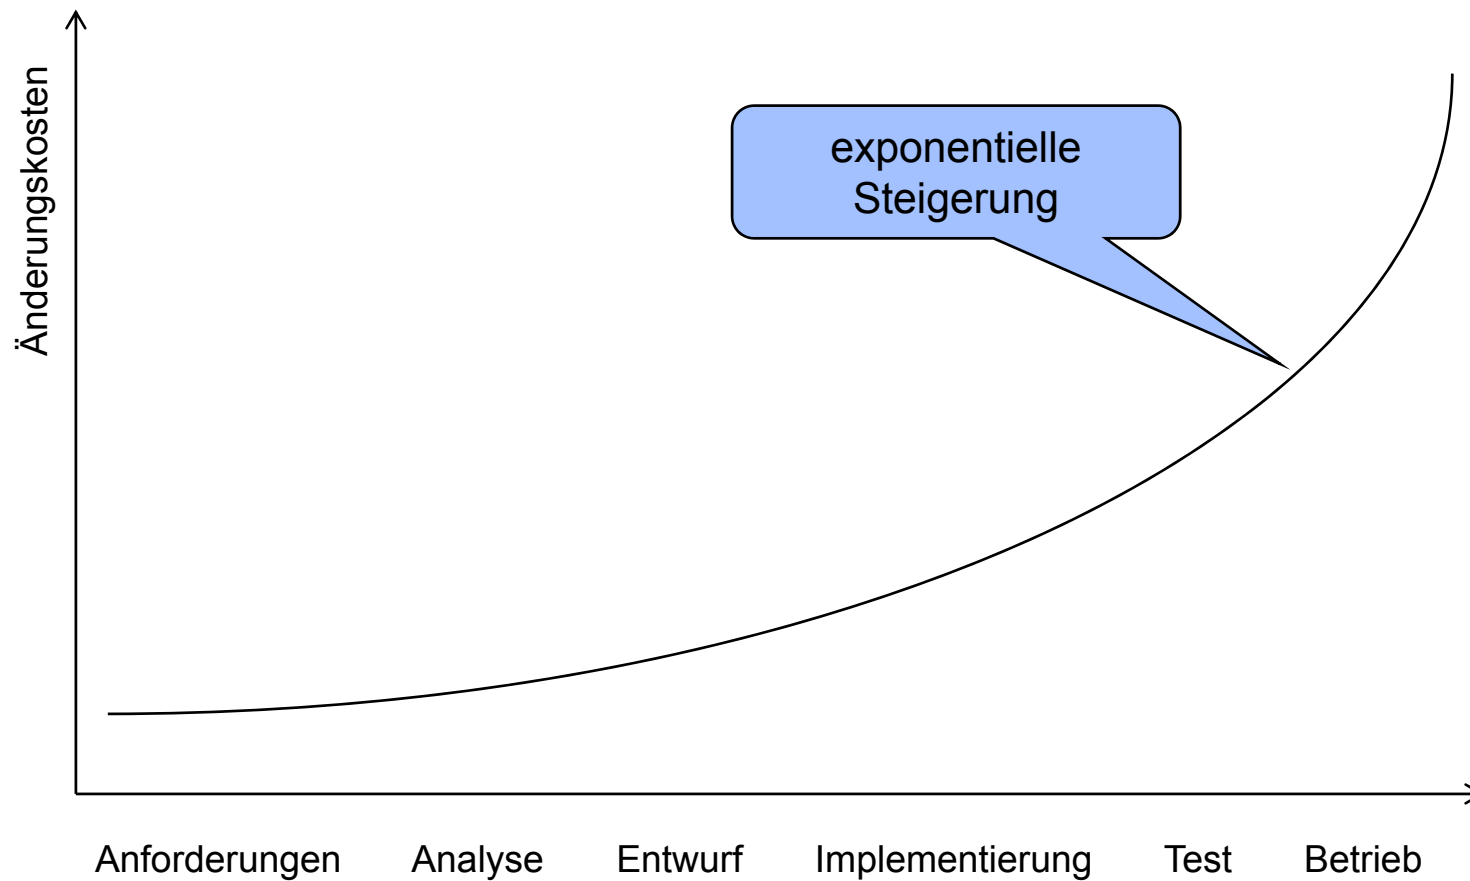 Änderungskosten
exponentielle
Steigerung
Anforderungen Analyse Entwurf Implementierung Test Betrieb